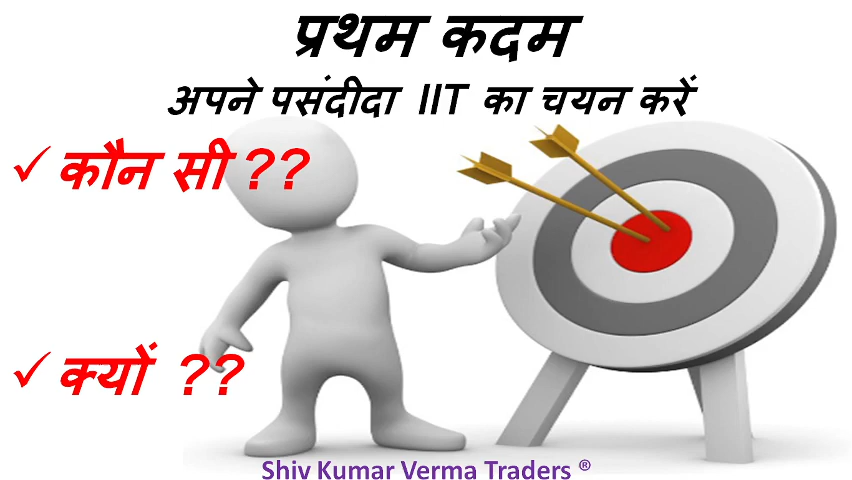 प्रथम कदम
अपने पसंदीदा IIT का चयन करें
✓ कौन सी ??
✓ क्यों ??
Shiv Kumar Verma Traders ®